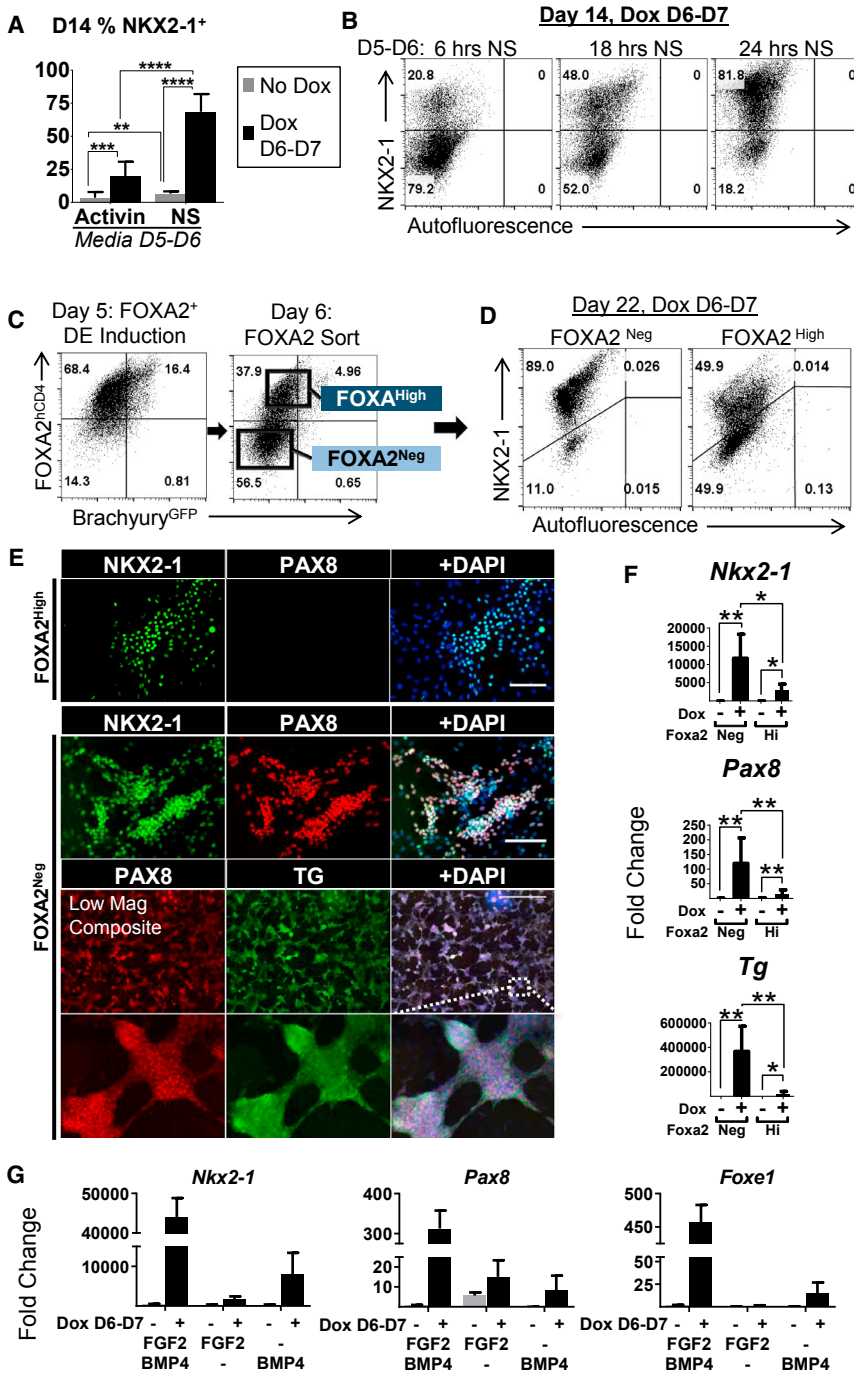 A
D14 % NKX2-1+
100
75
50
25
0
****
****
**
***
Activin NS
Media D5-D6
No Dox
Dox
D6-D7
B
Day 14, Dox D6-D7
D5-D6: 6 hrs NS 18 hrs NS 24 hrs NS
20.8 0 48.0 0 81.8 0
79.2 0 52.0 0 18.2 0
NKX2-1
Autofluorescence
C
Day 5: FOXA2+
DE Induction
Day 6:
FOXA2 Sort
68.4 16.4
14.3 0.81
37.9 4.96
56.5 0.65
FOXAHigh
FOXA2Neg
FOXA2hCD4
BrachyuryGFP
D
Day 22, Dox D6-D7
FOXA2 Neg FOXA2 High
89.0 0.026 49.9 0.014
11.0 0.015 49.9 0.13
NKX2-1
Autofluorescence
E
NKX2-1 PAX8 +DAPI
FOXA2High
NKX2-1 PAX8 +DAPI
FOXA2Neg
PAX8 TG +DAPI
Low Mag
Composite
F
Nkx2-1
20000
15000
10000
5000
** * *
Dox - + - +
Foxa2 Neg Hi
Pax8
250
200
150
100
50
** ** **
Dox - + - +
Foxa2 Neg Hi
Tg
600000
400000
200000
** ** *
Dox - + - +
Foxa2 Neg Hi
Fold Change
G
Nkx2-1
50000
40000
10000
Pax8
400
300
20
10
0
Foxe1
600
450
50
25
0
Fold Change
Dox D6-D7 - + - + - +
FGF2 FGF2 -
BMP4 - BMP4
Dox D6-D7 - + - + - +
FGF2 FGF2 -
BMP4 - BMP4
Dox D6-D7 - + - + - +
FGF2 FGF2 -
BMP4 - BMP4